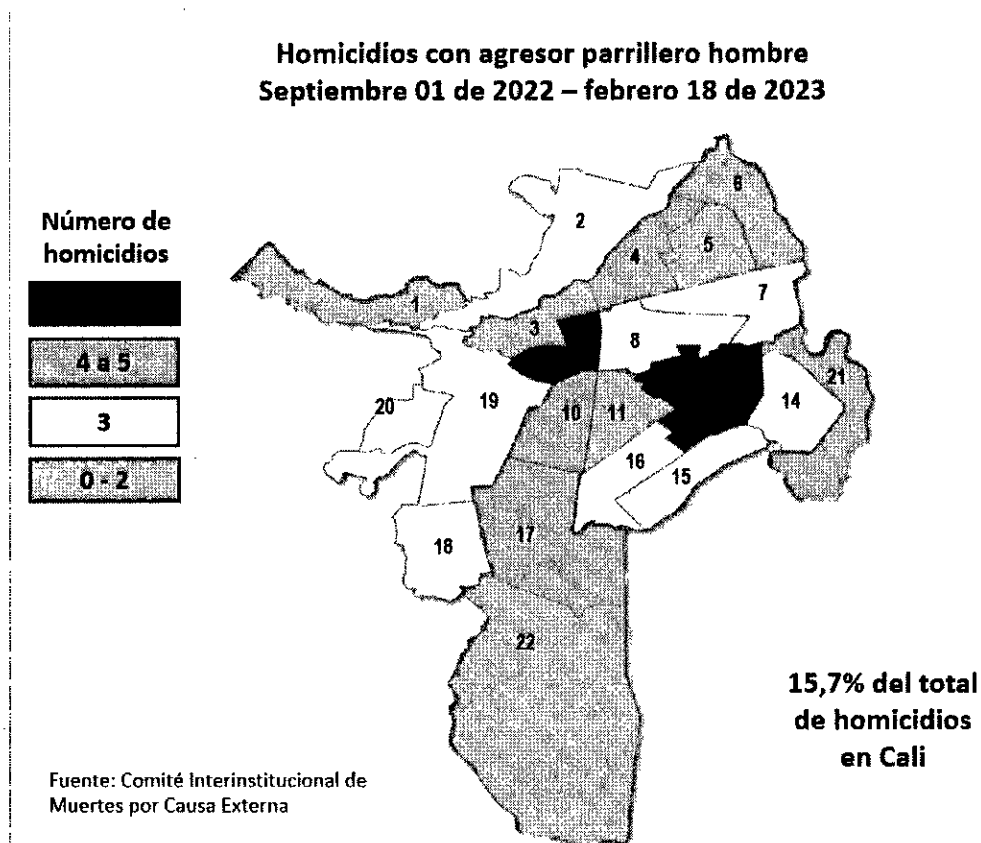 Homicidios con agresor parrillero hombre
Septiembre 01 de 2022 – febrero 18 de 2023
Número de
homicidios
4 a 5
3
0 - 2
6
2
5
4
7
1
3
8
21
20
19
10
11
14
16
15
17
18
22
15,7% del total
de homicidios
en Cali
Fuente: Comité Interinstitucional de
Muertes por Causa Externa